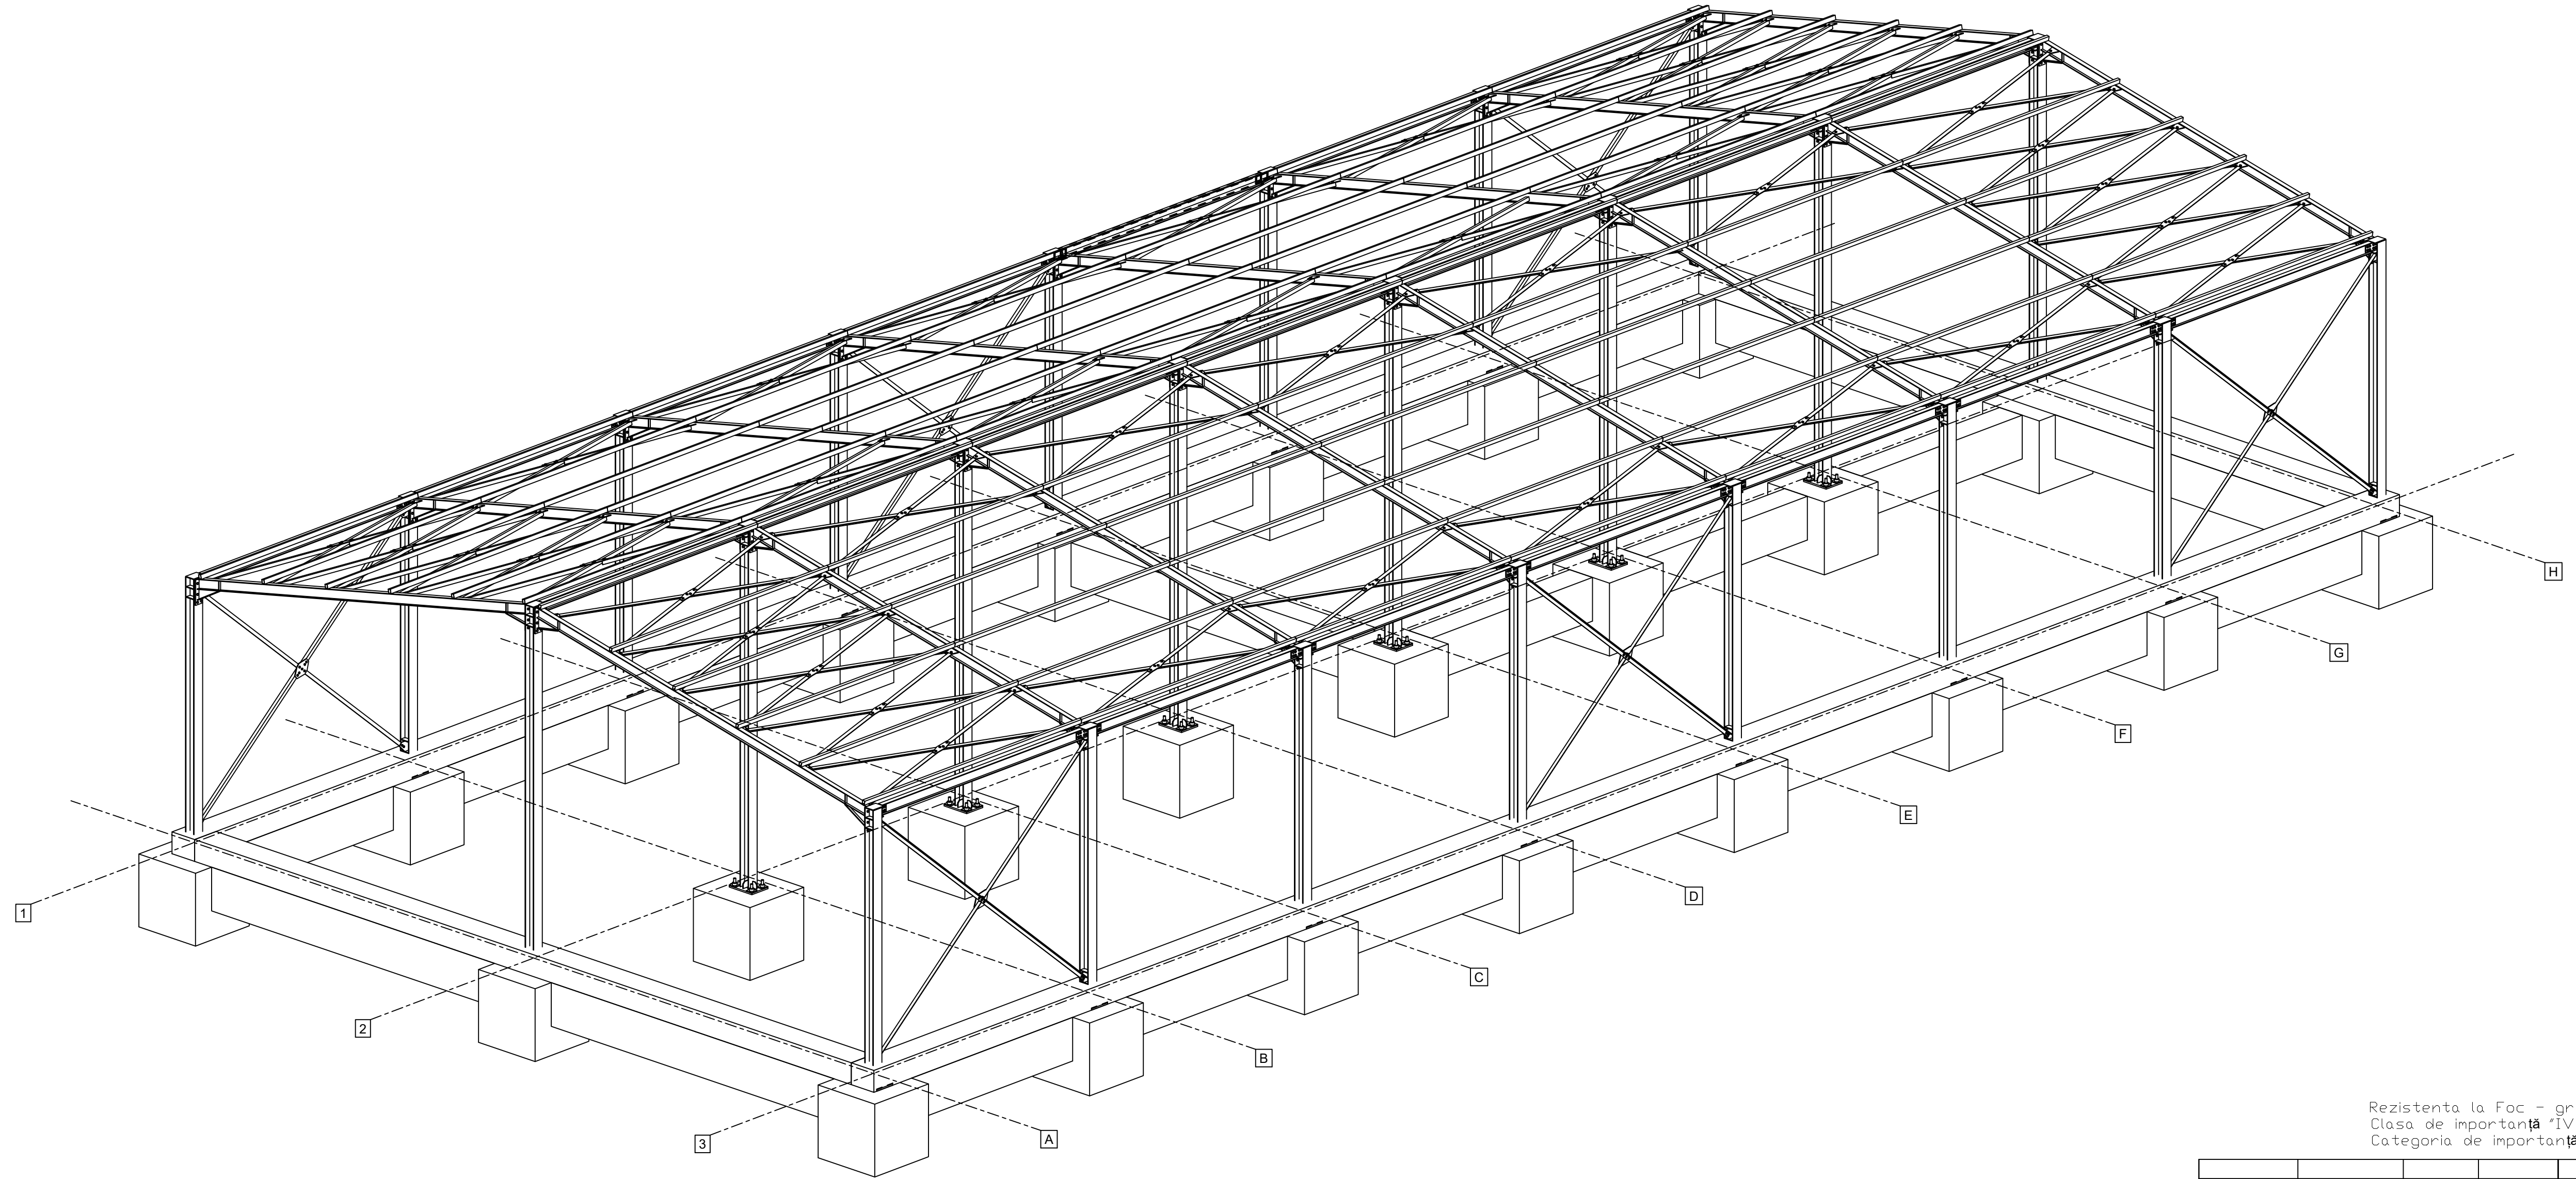 H
G
F
1
E
D
C
2
B
A
3
Rezistenta la Foc - gr
Clasa de importanță "IV
Categoria de importanță